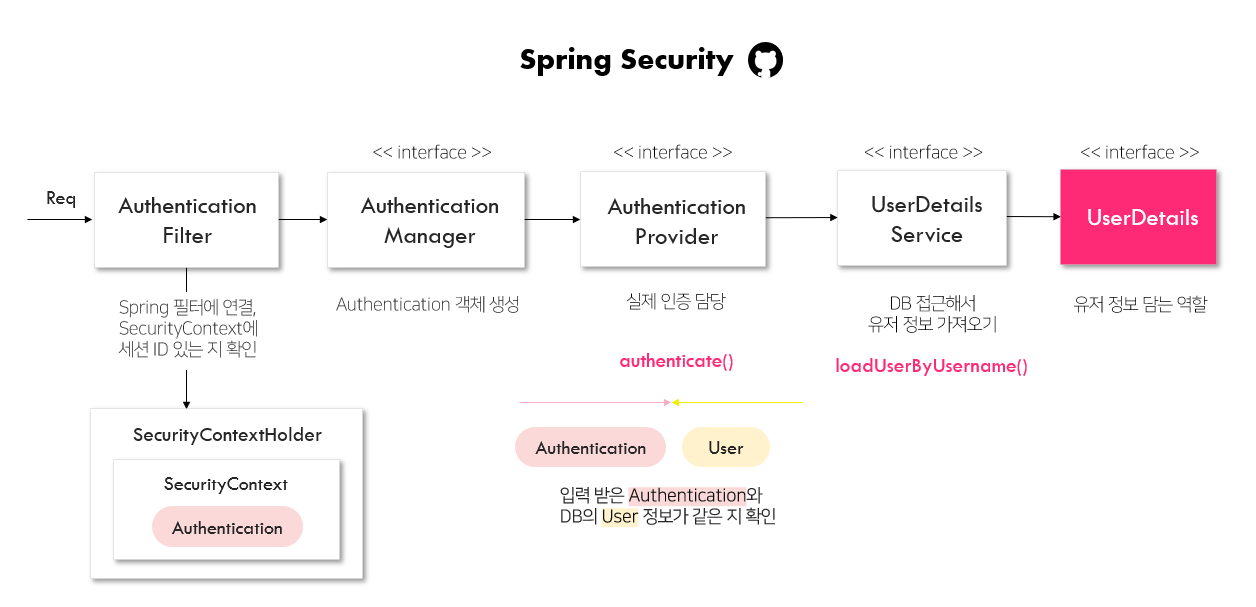 Spring Security
Req
Authentication
Filter
Spring 필터에 연결,
SecurityContext에
세션 ID 있는 지 확인
SecurityContextHolder
SecurityContext
Authentication
<< interface >>
Authentication
Manager
Authentication 객체 생성
<< interface >>
Authentication
Provider
실제 인증 담당
authenticate()
Authentication
User
입력 받은 Authentication와
DB의 User 정보가 같은 지 확인
<< interface >>
UserDetails
Service
DB 접근해서
유저 정보 가져오기
loadUserByUsername()
<< interface >>
UserDetails
유저 정보 담는 역할